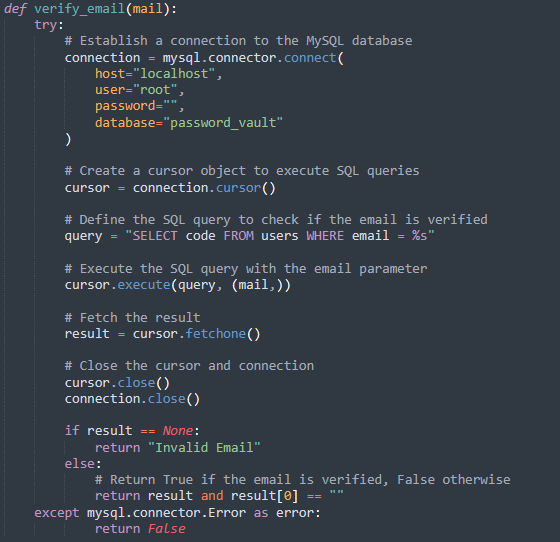 def verify_email(mail):
    try:
        # Establish a connection to the MySQL database
        connection = mysql.connector.connect(
            host="localhost",
            user="root",
            password="",
            database="password_vault"
        )
        # Create a cursor object to execute SQL queries
        cursor = connection.cursor()
        # Define the SQL query to check if the email is verified
        query = "SELECT code FROM users WHERE email = %s"
        # Execute the SQL query with the email parameter
        cursor.execute(query, (mail,))
        # Fetch the result
        result = cursor.fetchone()
        # Close the cursor and connection
        cursor.close()
        connection.close()
        if result == None:
            return "Invalid Email"
        else:
            # Return True if the email is verified, False otherwise
            return result and result[0] == ""
    except mysql.connector.Error as error:
            return False